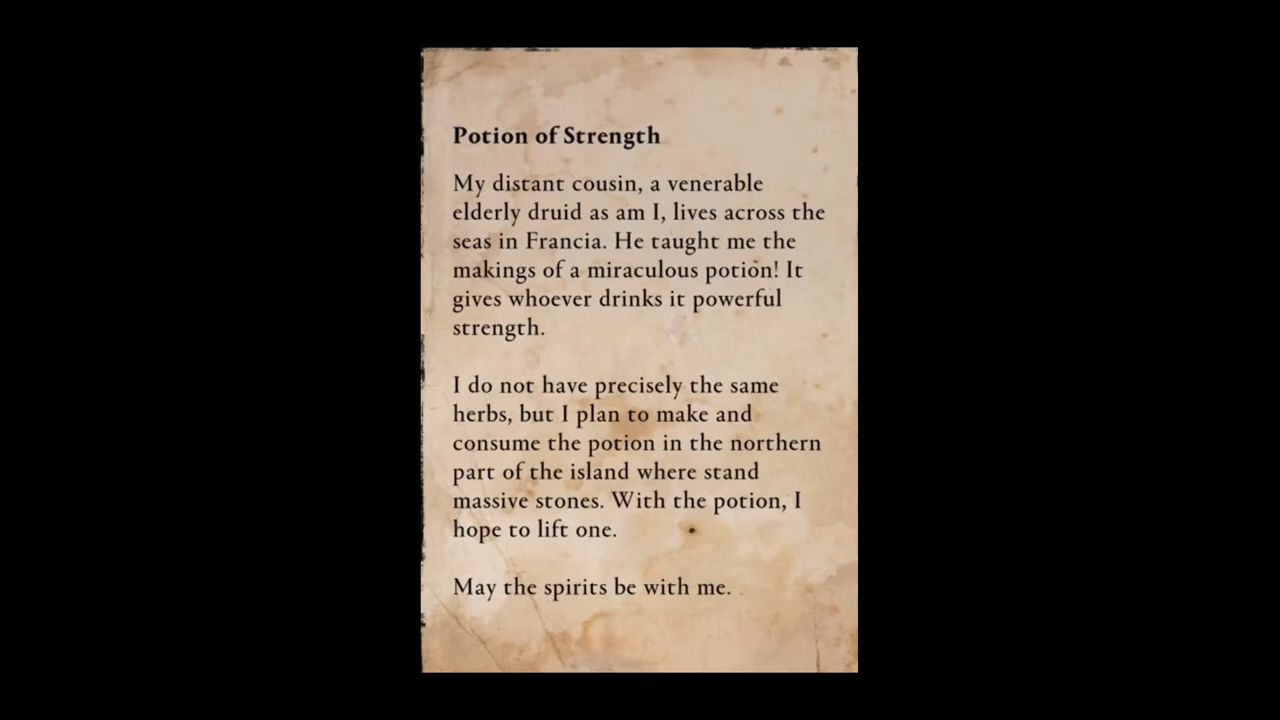 Potion of Strength
My distant cousin, a venerable
elderly druid as am I, lives across the
seas in Francia. He taught me the
makings of a miraculous potion! It
gives whoever drinks it powerful
strength.
I do not have precisely the same
herbs, but I plan to make and
consume the potion in the northern
part of the island where stand
massive stones. With the potion, I
hope to lift one.
May the spirits be with me.